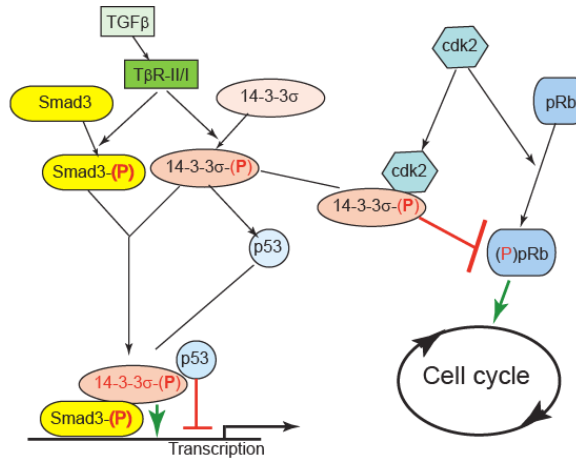 TGFβ
TβR-II/I
cdk2
Smad3
14-3-3σ
pRb
Smad3-(P)
14-3-3σ-(P)
cdk2
14-3-3σ-(P)
p53
(P)pRb
p53
14-3-3σ-(P)
Smad3-(P)
Cell cycle
Transcription